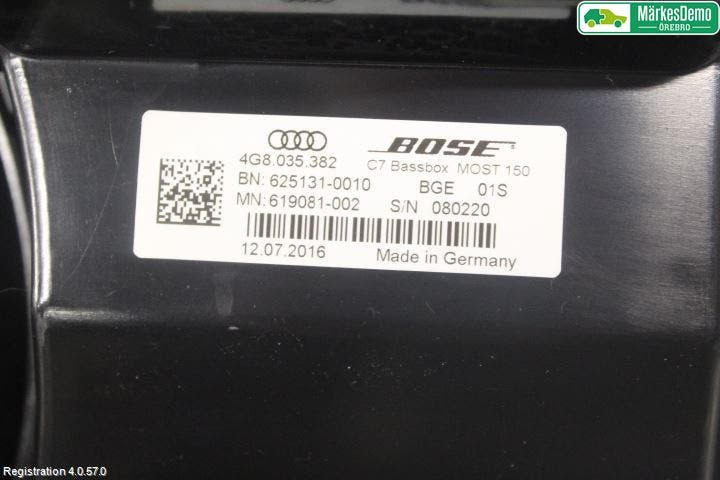 MärkesDemo
ÖREBRO
BOSE
4G8.035.382 C7 Bassbox MOST 150
BN: 625131-0010 BGE 01S
MN: 619081-002 S/N 080220
12.07.2016 Made in Germany
Registration 4.0.57.0